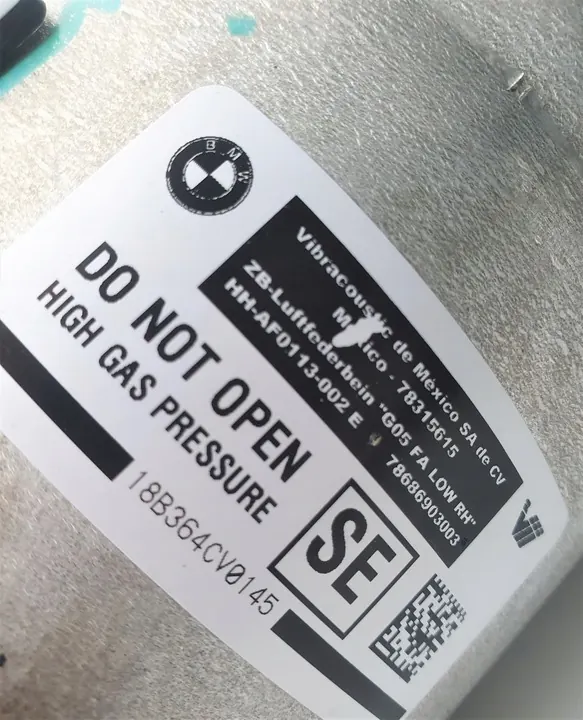 BMW
Vibracoustic de México SA de CV
México - 78315615
ZB-Luftfederbein "G05 FA LOW RH"
HH-AF0113-002 E 78686903003
DO NOT OPEN
HIGH GAS PRESSURE
SE
18B364CV0145